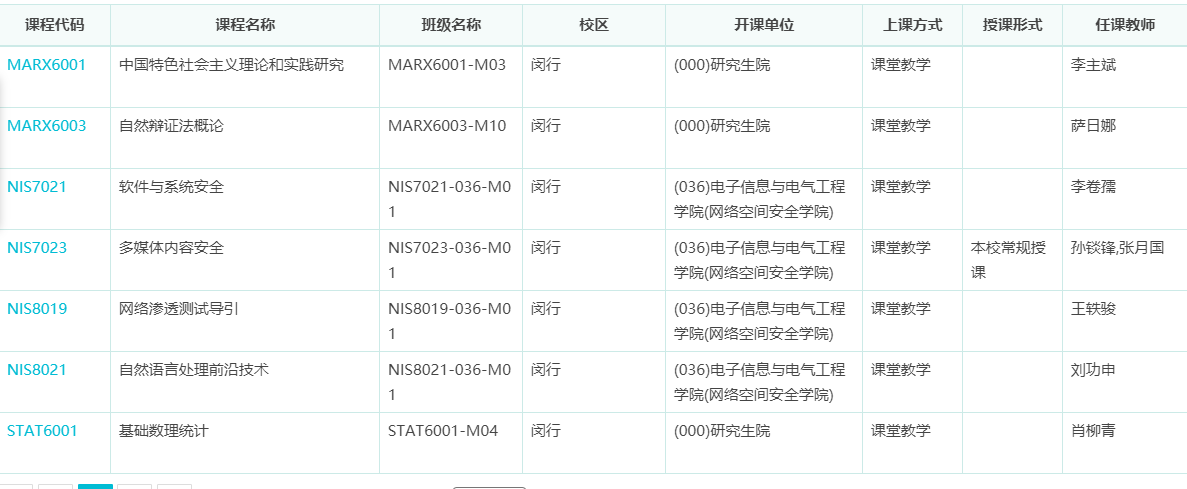 课程代码 课程名称 班级名称 校区 开课单位 上课方式 授课形式 任课教师
MARX6001 中国特色社会主义理论和实践研究 MARX6001-M03 闵行 (000)研究生院 课堂教学 李主斌
MARX6003 自然辩证法概论 MARX6003-M10 闵行 (000)研究生院 课堂教学 萨日娜
NIS7021 软件与系统安全 NIS7021-036-M0 闵行 (036)电子信息与电气工程 课堂教学 李卷孺
1 学院(网络空间安全学院)
NIS7023 多媒体内容安全 NIS7023-036-M0 闵行 (036)电子信息与电气工程 课堂教学 本校常规授 孙锬锋,张月国
1 学院(网络空间安全学院) 课
NIS8019 网络渗透测试导引 NIS8019-036-M0 闵行 (036)电子信息与电气工程 课堂教学 王轶骏
1 学院(网络空间安全学院)
NIS8021 自然语言处理前沿技术 NIS8021-036-M0 闵行 (036)电子信息与电气工程 课堂教学 刘功申
1 学院(网络空间安全学院)
STAT6001 基础数理统计 STAT6001-M04 闵行 (000)研究生院 课堂教学 肖柳青